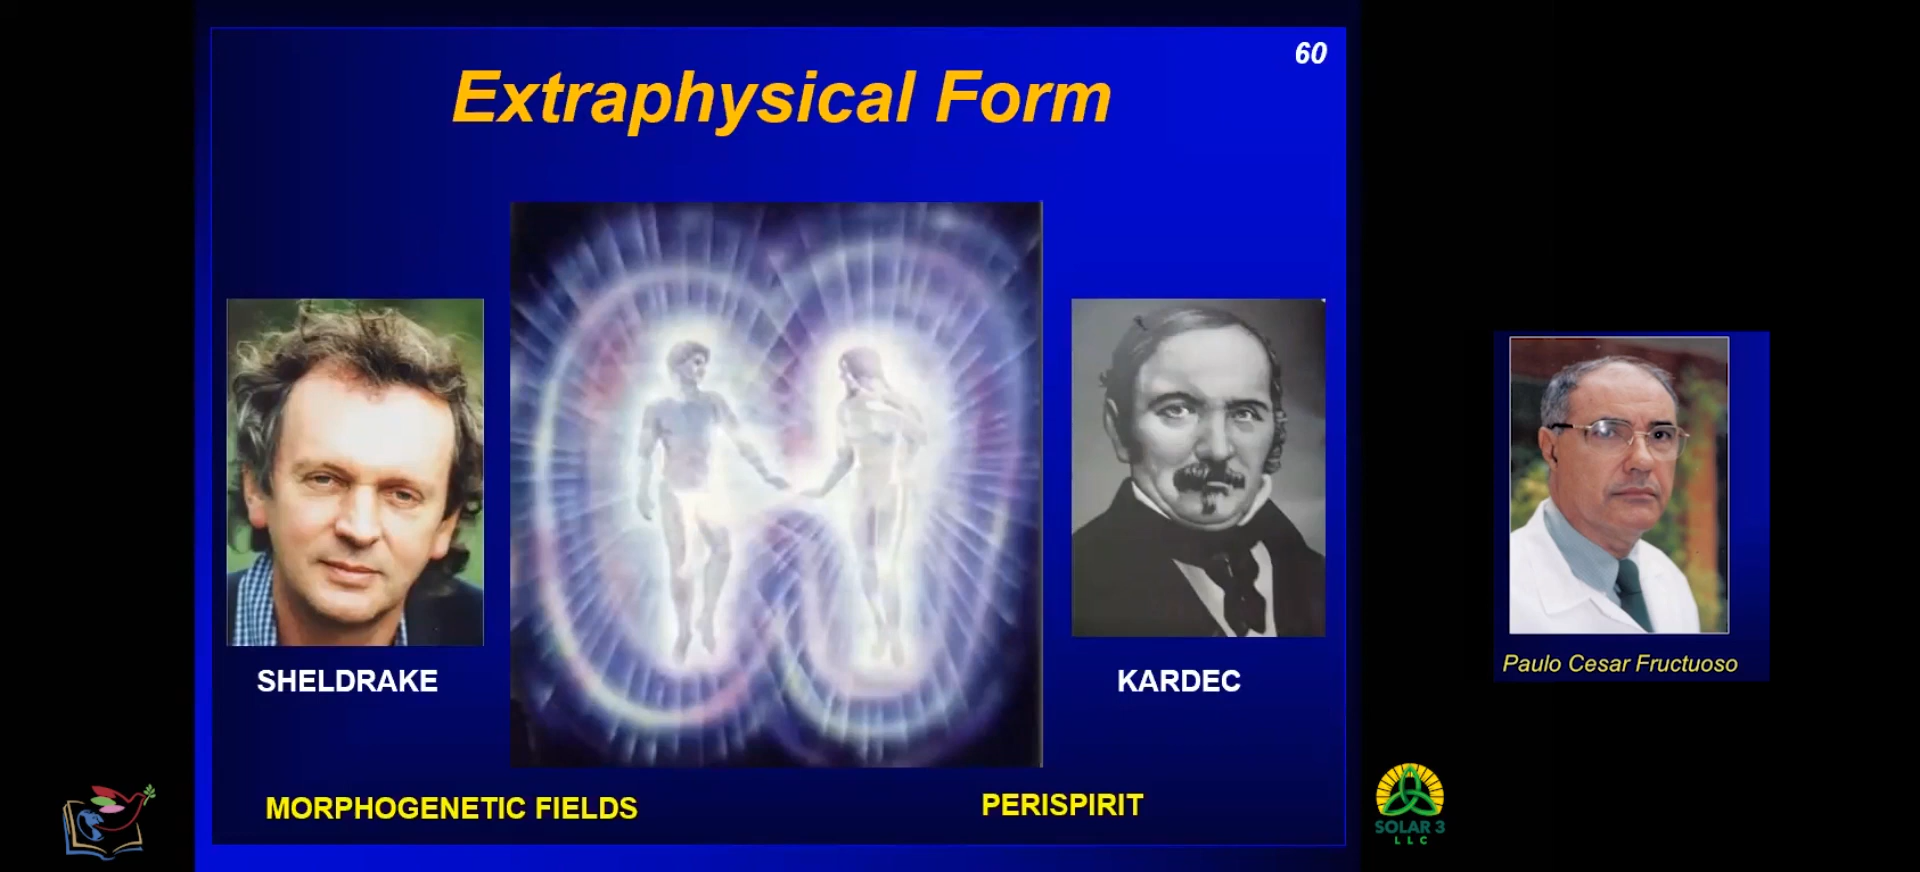 60
Extraphysical Form
SHELDRAKE
KARDEC
Paulo Cesar Fructuoso
MORPHOGENETIC FIELDS
PERISPIRIT
SOLAR 3
LLC